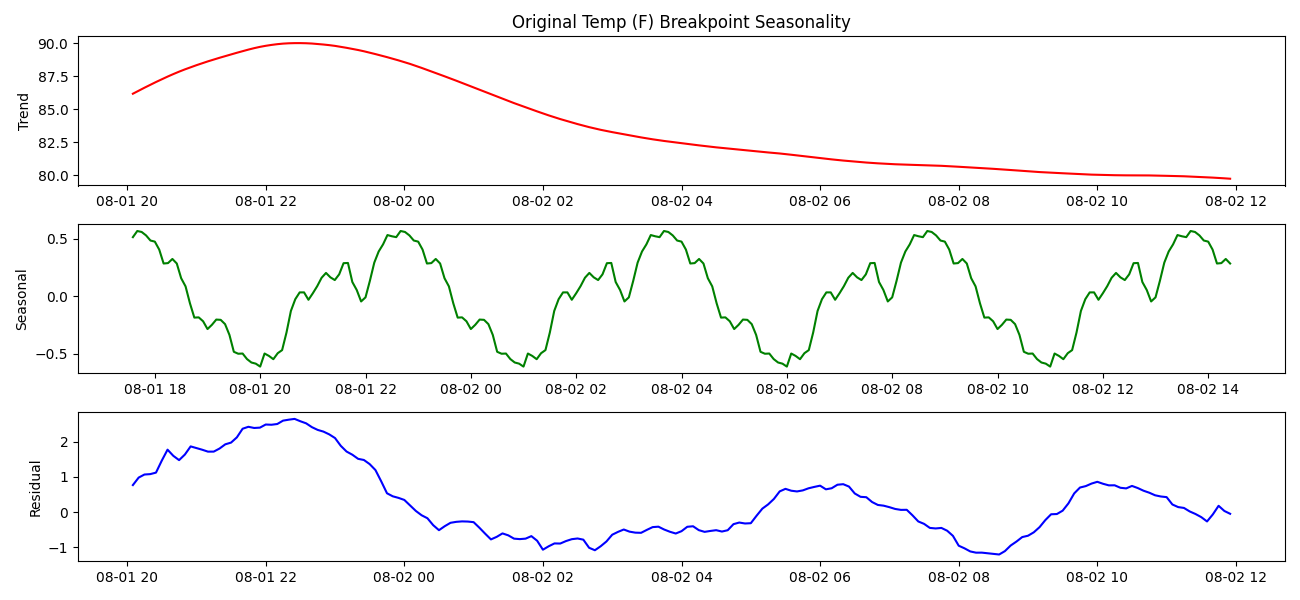 Original Temp (F) Breakpoint Seasonality
Trend
90.0
87.5
85.0
82.5
80.0
08-01 20 08-01 22 08-02 00 08-02 02 08-02 04 08-02 06 08-02 08 08-02 10 08-02 12
Seasonal
0.5
0.0
−0.5
08-01 18 08-01 20 08-01 22 08-02 00 08-02 02 08-02 04 08-02 06 08-02 08 08-02 10 08-02 12 08-02 14
Residual
2
1
0
−1
08-01 20 08-01 22 08-02 00 08-02 02 08-02 04 08-02 06 08-02 08 08-02 10 08-02 12